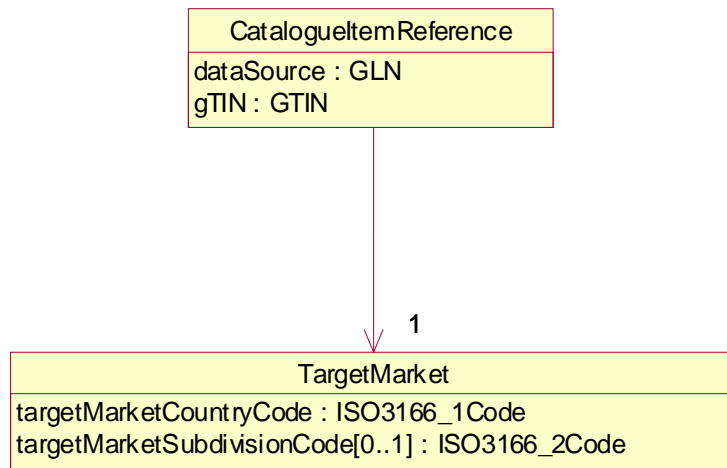 CatalogueItemReference
dataSource : GLN
gTIN : GTIN
1
TargetMarket
targetMarketCountryCode : ISO3166_1Code
targetMarketSubdivisionCode[0..1] : ISO3166_2Code